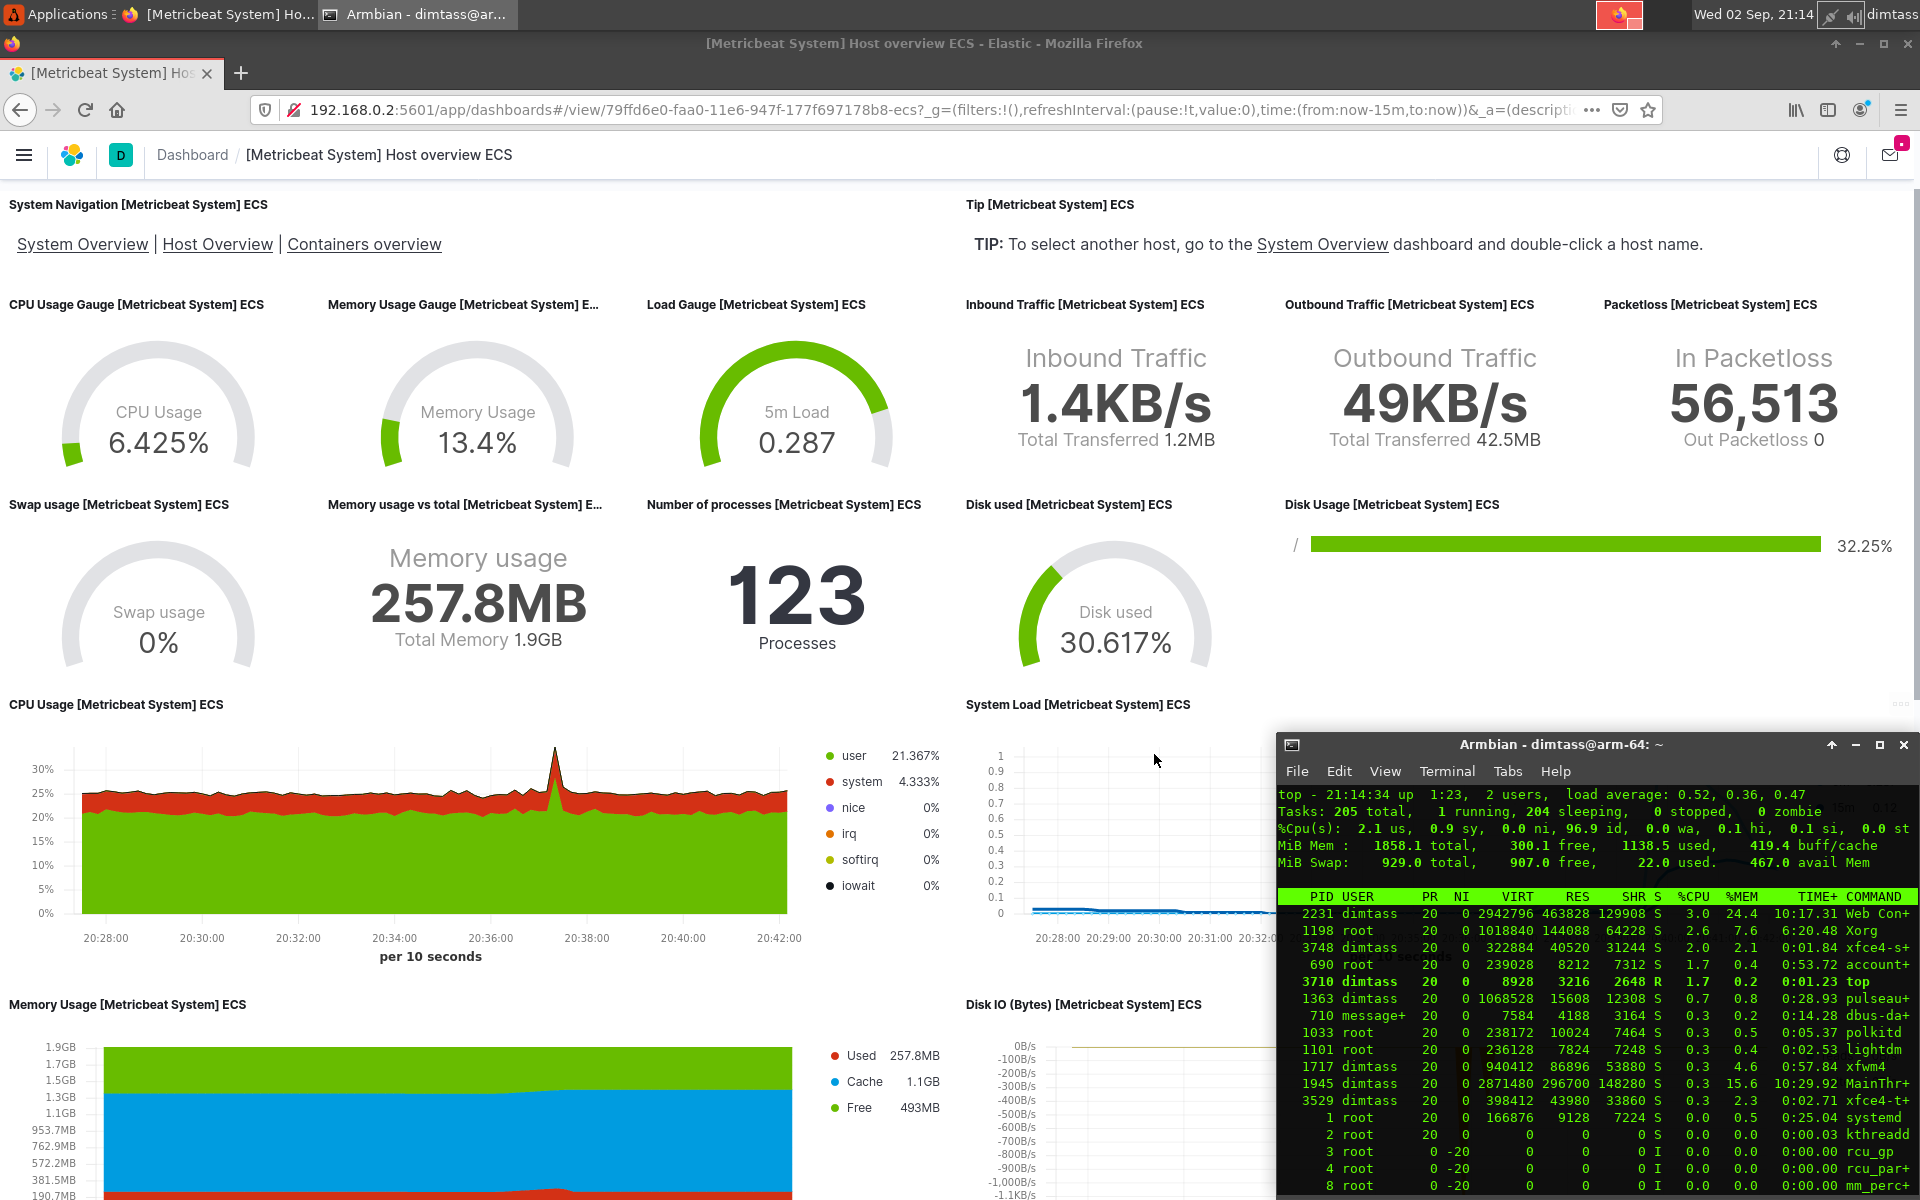 Applications
[Metricbeat System] Ho...
Armbian - dimtass@ar...
Wed 02 Sep, 21:14
dimtass
[Metricbeat System] Host overview ECS - Elastic - Mozilla Firefox
[Metricbeat System] Hos
192.168.0.2:5601/app/dashboards#/view/79ffd6e0-faa0-11e6-947f-177f697178b8-ecs?_g=(filters:!(),refreshInterval:(pause:!t,value:0),time:(from:now-15m,to:now))&_a=(descripti
D
Dashboard / [Metricbeat System] Host overview ECS
System Navigation [Metricbeat System] ECS
System Overview | Host Overview | Containers overview
Tip [Metricbeat System] ECS
TIP: To select another host, go to the System Overview dashboard and double-click a host name.
CPU Usage Gauge [Metricbeat System] ECS
CPU Usage
6.425%
Memory Usage Gauge [Metricbeat System] E...
Memory Usage
13.4%
Load Gauge [Metricbeat System] ECS
5m Load
0.287
Inbound Traffic [Metricbeat System] ECS
Inbound Traffic
1.4KB/s
Total Transferred 1.2MB
Outbound Traffic [Metricbeat System] ECS
Outbound Traffic
49KB/s
Total Transferred 42.5MB
Packetloss [Metricbeat System] ECS
In Packetloss
56,513
Out Packetloss 0
Swap usage [Metricbeat System] ECS
Swap usage
0%
Memory usage vs total [Metricbeat System] E...
Memory usage
257.8MB
Total Memory 1.9GB
Number of processes [Metricbeat System] ECS
123
Processes
Disk used [Metricbeat System] ECS
Disk used
30.617%
Disk Usage [Metricbeat System] ECS
/ 32.25%
CPU Usage [Metricbeat System] ECS
30%
25%
20%
15%
10%
5%
0%
20:28:00 20:30:00 20:32:00 20:34:00 20:36:00 20:38:00 20:40:00 20:42:00
per 10 seconds
user 21.367%
system 4.333%
nice 0%
irq 0%
softirq 0%
iowait 0%
System Load [Metricbeat System] ECS
1
0.9
0.8
0.7
0.6
0.5
0.4
0.3
0.2
0.1
0
20:28:00 20:29:00 20:30:00 20:31:00 20:32:0
Memory Usage [Metricbeat System] ECS
1.9GB
1.7GB
1.5GB
1.3GB
1.1GB
953.7MB
762.9MB
572.2MB
381.5MB
190.7MB
Used 257.8MB
Cache 1.1GB
Free 493MB
Disk IO (Bytes) [Metricbeat System] ECS
0B/s
-100B/s
-200B/s
-300B/s
-400B/s
-500B/s
-600B/s
-700B/s
-800B/s
-900B/s
-1,000B/s
-1.1KB/s
Armbian - dimtass@arm-64: ~
File Edit View Terminal Tabs Help
top - 21:14:34 up 1:23, 2 users, load average: 0.52, 0.36, 0.47
Tasks: 205 total, 1 running, 204 sleeping, 0 stopped, 0 zombie
%Cpu(s): 2.1 us, 0.9 sy, 0.0 ni, 96.9 id, 0.0 wa, 0.1 hi, 0.1 si, 0.0 st
MiB Mem : 1858.1 total, 300.1 free, 1138.5 used, 419.4 buff/cache
MiB Swap: 929.0 total, 907.0 free, 22.0 used. 467.0 avail Mem
PID USER PR NI VIRT RES SHR S %CPU %MEM TIME+ COMMAND
2231 dimtass 20 0 2942796 463828 129908 S 3.0 24.4 10:17.31 Web Con+
1198 root 20 0 1018840 144088 64228 S 2.6 7.6 6:20.48 Xorg
3748 dimtass 20 0 322884 40520 31244 S 2.0 2.1 0:01.84 xfce4-s+
690 root 20 0 239028 8212 7312 S 1.7 0.4 0:53.72 account+
3710 dimtass 20 0 8928 3216 2648 R 1.7 0.2 0:01.23 top
1363 dimtass 20 0 1068528 15608 12308 S 0.7 0.8 0:28.93 pulseau+
710 message+ 20 0 7584 4188 3164 S 0.3 0.2 0:14.28 dbus-da+
1033 root 20 0 238172 10024 7464 S 0.3 0.5 0:05.37 polkitd
1101 root 20 0 236128 7824 7248 S 0.3 0.4 0:02.53 lightdm
1717 dimtass 20 0 940412 86896 53880 S 0.3 4.6 0:57.84 xfwm4
1945 dimtass 20 0 2871480 296700 148280 S 0.3 15.6 10:29.92 MainThr+
3529 dimtass 20 0 398412 43980 33860 S 0.3 2.3 0:02.71 xfce4-t+
1 root 20 0 166876 9128 7224 S 0.0 0.5 0:25.04 systemd
2 root 20 0 0 0 0 S 0.0 0.0 0:00.03 kthreadd
3 root 0 -20 0 0 0 I 0.0 0.0 0:00.00 rcu_gp
4 root 0 -20 0 0 0 I 0.0 0.0 0:00.00 rcu_par+
8 root 0 -20 0 0 0 I 0.0 0.0 0:00.00 mm_perc+